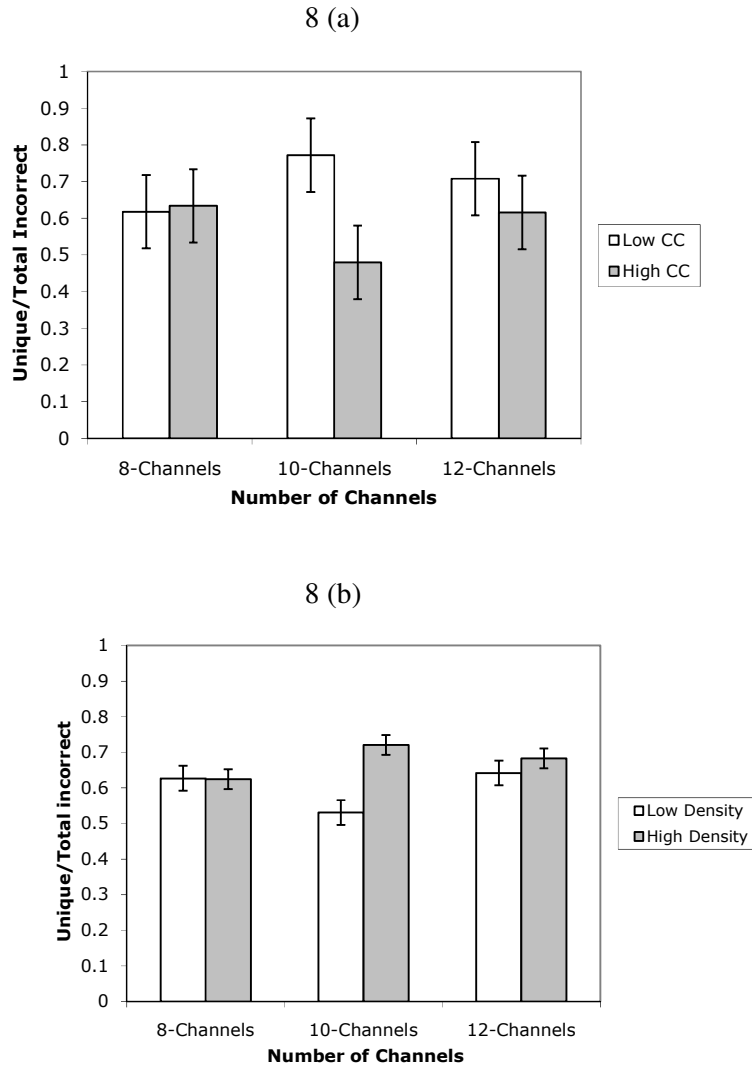 8 (a)
1
0.9
0.8
0.7
0.6
0.5
0.4
0.3
0.2
0.1
0
Unique/Total Incorrect
8-Channels 10-Channels 12-Channels
Number of Channels
Low CC
High CC
8 (b)
1
0.9
0.8
0.7
0.6
0.5
0.4
0.3
0.2
0.1
0
Unique/Total incorrect
8-Channels 10-Channels 12-Channels
Number of Channels
Low Density
High Density